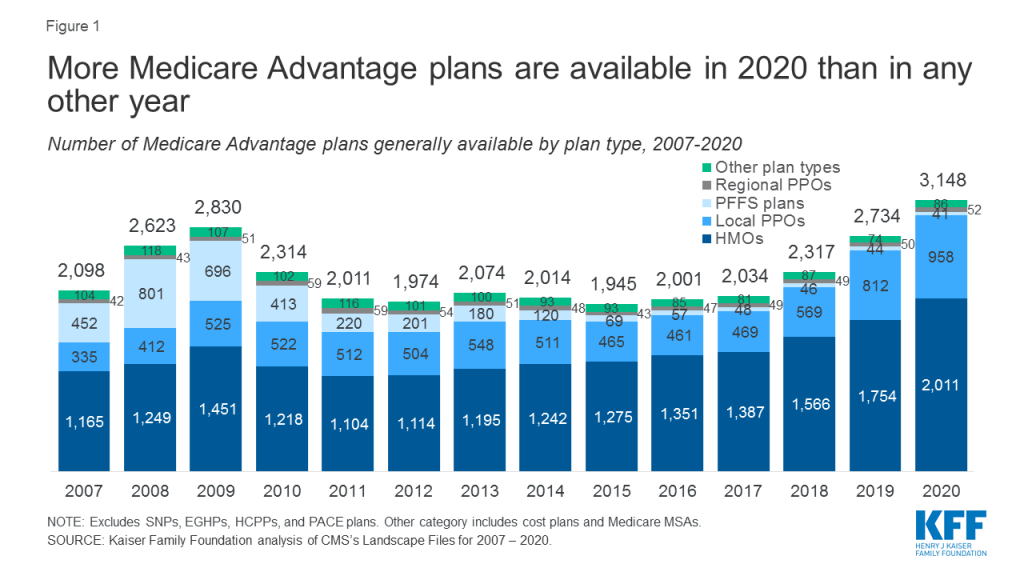 Figure 1
More Medicare Advantage plans are available in 2020 than in any
other year
Number of Medicare Advantage plans generally available by plan type, 2007-2020
Other plan types
Regional PPOs
PFFS plans
Local PPOs
HMOs
2,098 2,623 2,830 2,314 2,011 1,974 2,074 2,014 1,945 2,001 2,034 2,317 2,734 3,148
104 118 107 102 116 101 100 93 93 85 81 87 74 86
42 43 51 59 59 54 51 48 43 47 49 49 50 52
452 801 696 413 220 201 180 120 69 57 48 46 44 41
335 412 525 522 512 504 548 511 465 461 469 569 812 958
1,165 1,249 1,451 1,218 1,104 1,114 1,195 1,242 1,275 1,351 1,387 1,566 1,754 2,011
2007 2008 2009 2010 2011 2012 2013 2014 2015 2016 2017 2018 2019 2020
NOTE: Excludes SNPs, EGHPs, HCPPs, and PACE plans. Other category includes cost plans and Medicare MSAs.
SOURCE: Kaiser Family Foundation analysis of CMS's Landscape Files for 2007 – 2020.
KFF
HENRY J KAISER
FAMILY FOUNDATION